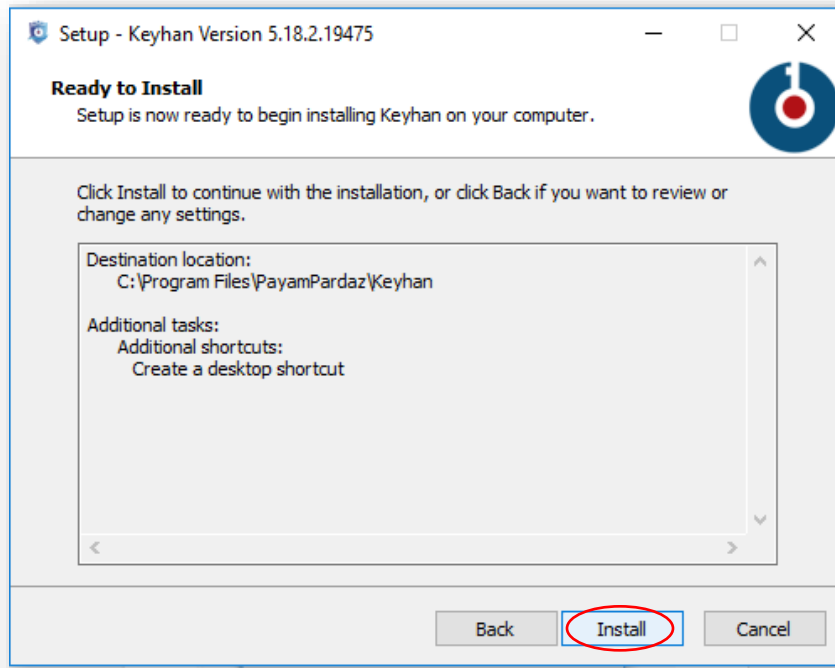 Setup - Keyhan Version 5.18.2.19475
Ready to Install
Setup is now ready to begin installing Keyhan on your computer.
Click Install to continue with the installation, or click Back if you want to review or
change any settings.
Destination location:
C:\Program Files\PayamPardaz\Keyhan
Additional tasks:
Additional shortcuts:
Create a desktop shortcut
Back
Install
Cancel